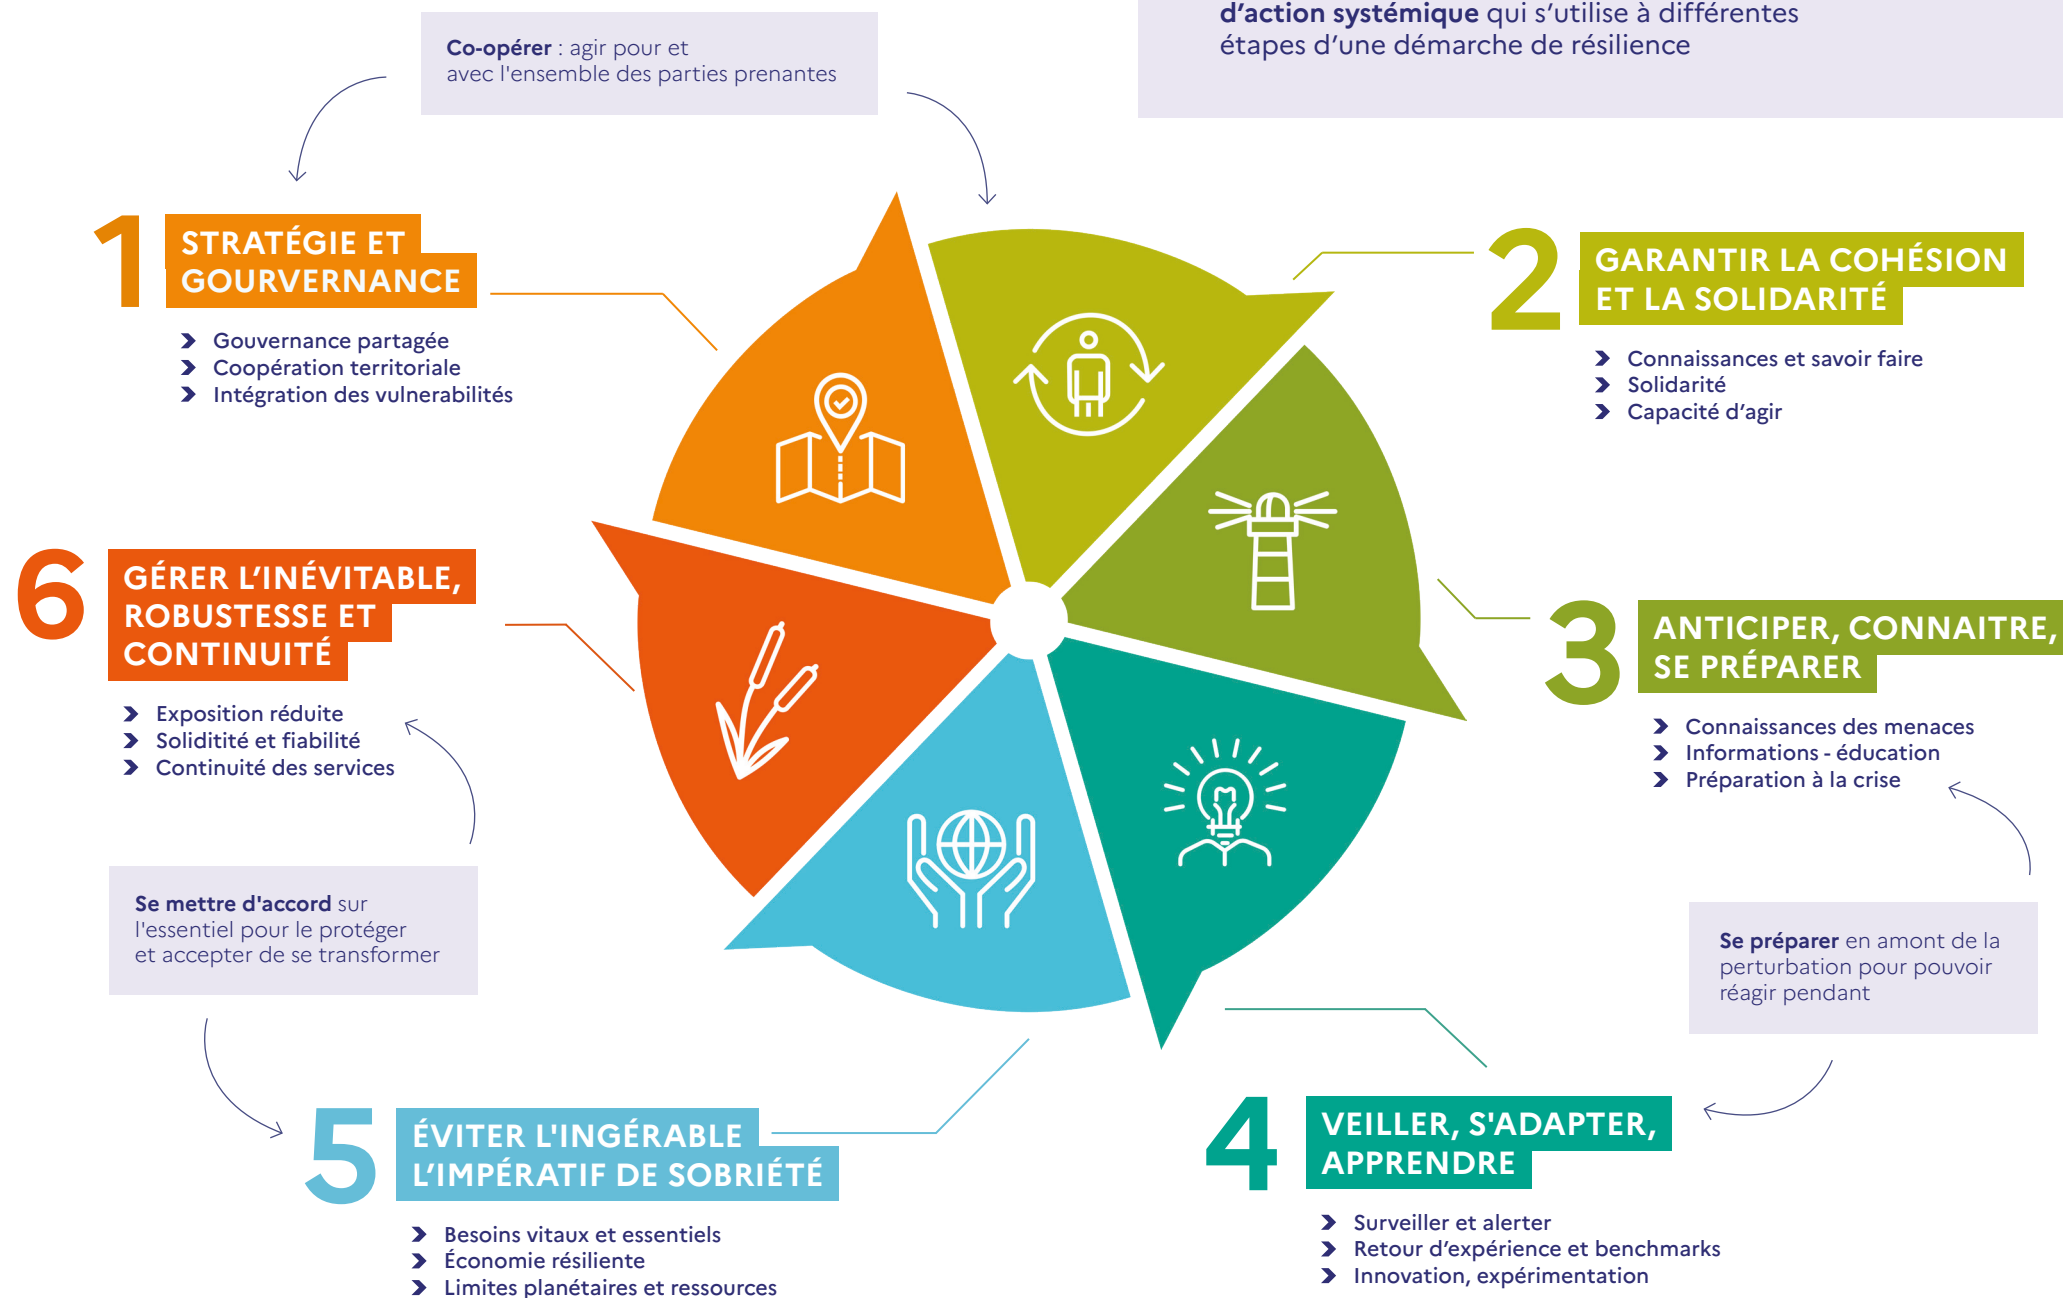 d’action systémique qui s’utilise à différentes
étapes d’une démarche de résilience
Co-opérer : agir pour et
avec l'ensemble des parties prenantes
1
STRATÉGIE ET
GOURVERNANCE
Gouvernance partagée
Coopération territoriale
Intégration des vulnerabilités
2
GARANTIR LA COHÉSION
ET LA SOLIDARITÉ
Connaissances et savoir faire
Solidarité
Capacité d’agir
3
ANTICIPER, CONNAITRE,
SE PRÉPARER
Connaissances des menaces
Informations - éducation
Préparation à la crise
Se préparer en amont de la
perturbation pour pouvoir
réagir pendant
4
VEILLER, S'ADAPTER,
APPRENDRE
Surveiller et alerter
Retour d’expérience et benchmarks
Innovation, expérimentation
5
ÉVITER L'INGÉRABLE
L’IMPÉRATIF DE SOBRIÉTÉ
Besoins vitaux et essentiels
Économie résiliente
Limites planétaires et ressources
6
GÉRER L’INÉVITABLE,
ROBUSTESSE ET
CONTINUITÉ
Exposition réduite
Soliditité et fiabilité
Continuité des services
Se mettre d'accord sur
l'essentiel pour le protéger
et accepter de se transformer